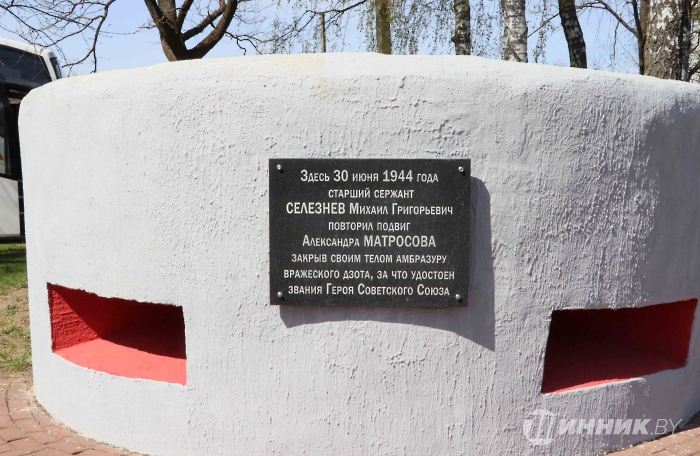 Здесь 30 июня 1944 года
старший сержант
СЕЛЕЗНЕВ Михаил Григорьевич
повторил подвиг
Александра МАТРОСОВА
закрыв своим телом амбразуру
вражеского дзота, за что удостоен
звания Героя Советского Союза
ШИННИК.BY